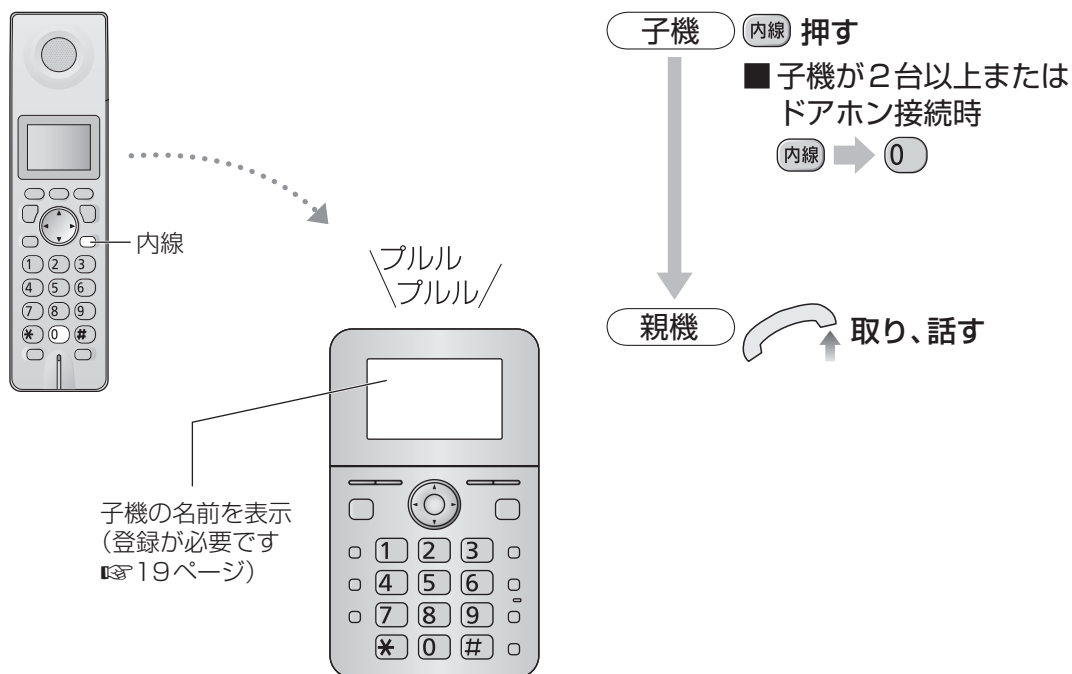 内線
1 2 3
4 5 6
7 8 9
* 0 #
プルル
プルル
子機の名前を表示
（登録が必要です
☞19ページ）
1 2 3
4 5 6
7 8 9
* 0 #
子機 内線 押す
■ 子機が2台以上または
ドアホン接続時
内線 0
親機 取り、話す